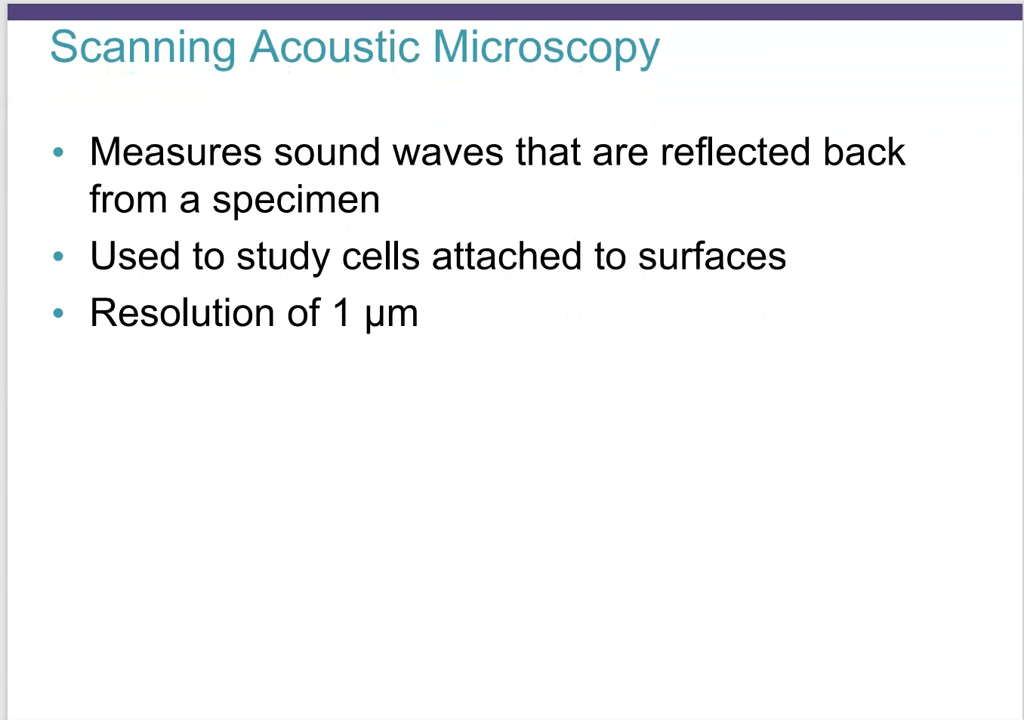 Scanning Acoustic Microscopy
• Measures sound waves that are reflected back
from a specimen
• Used to study cells attached to surfaces
• Resolution of 1 μm